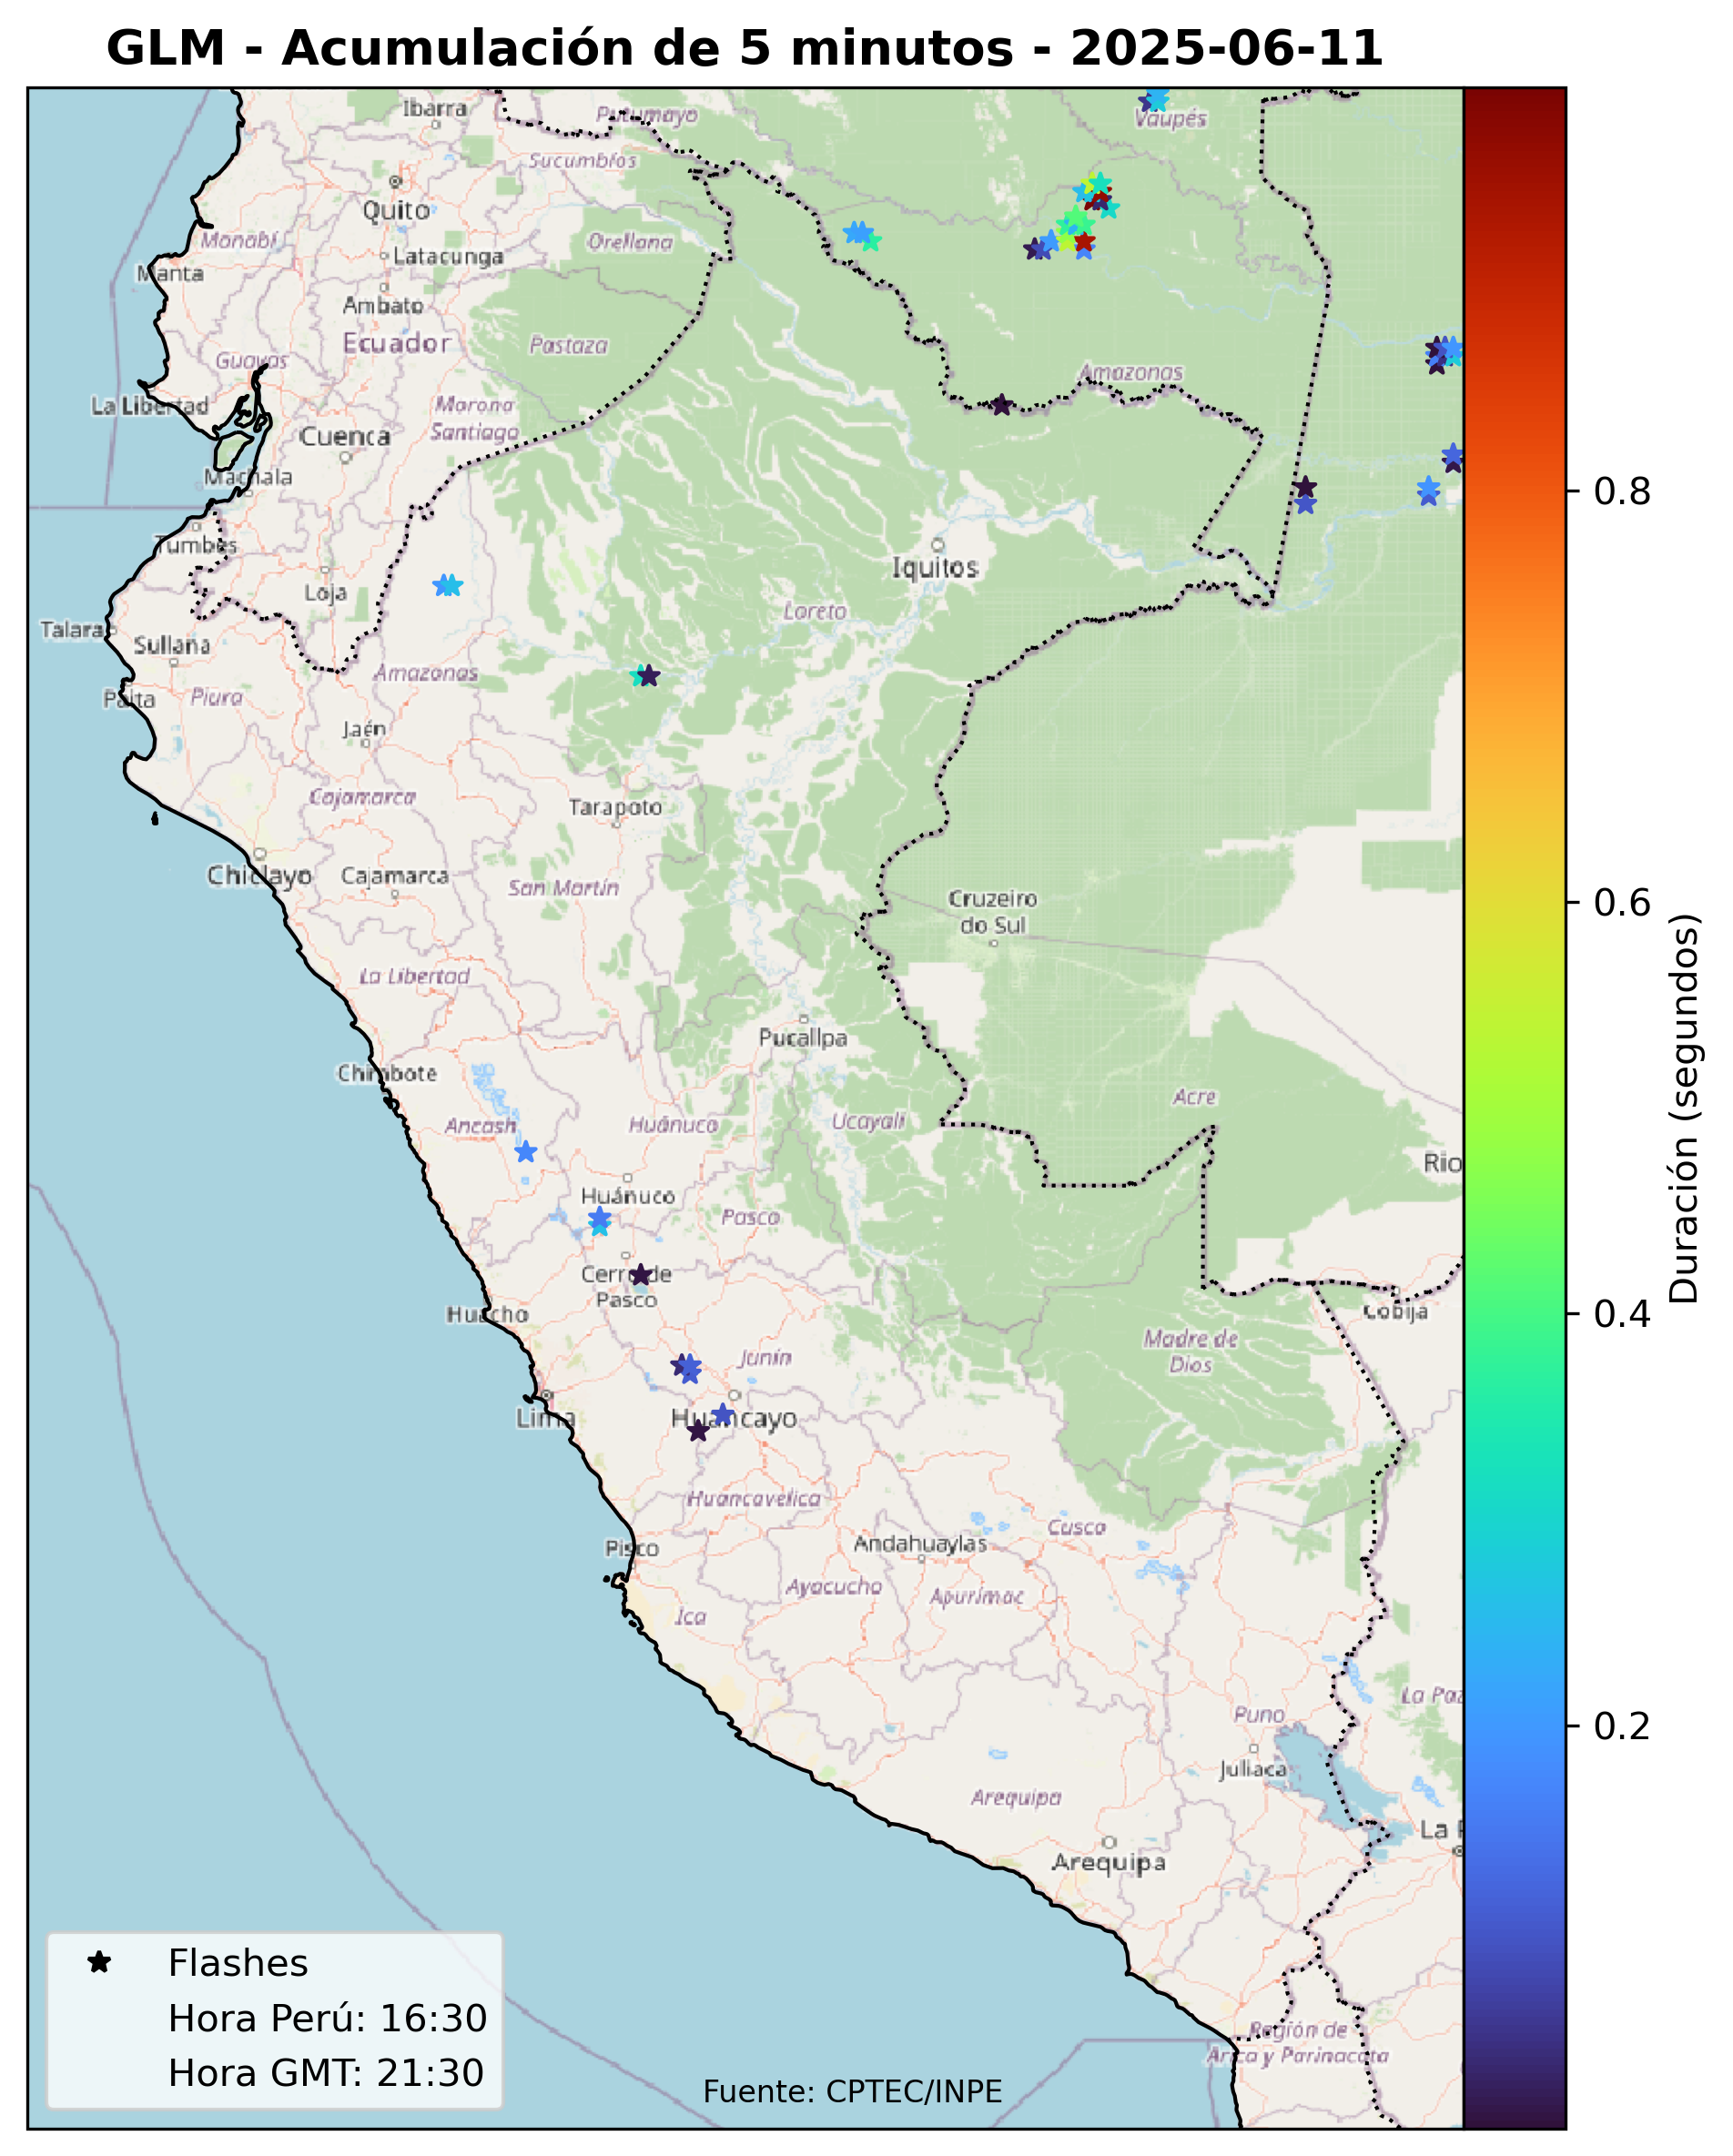 GLM - Acumulación de 5 minutos - 2025-06-11
Ibarra
Putumayo
Vaupés
Sucumbíos
Quito
Manabí
Orellana
Latacunga
Manta
Ambato
Ecuador
Pastaza
Guayas
Amazonas
La Libertad
Morona
Santiago
Cuenca
Machala
Tumbes
Iquitos
Loja
Loreto
Talara
Sullana
Amazonas
Paita
Piura
Jaén
Cajamarca
Tarapoto
Chiclayo
Cajamarca
San Martín
Cruzeiro
do Sul
La Libertad
Pucallpa
Chimbote
Acre
Ancash
Huánuco
Ucayali
Rio
Huánuco
Pasco
Cerro de
Pasco
Huacho
Cobija
Madre de
Dios
Junín
Lima
Huancayo
Huancavelica
Cusco
Pisco
Andahuaylas
Ayacucho
Apurímac
Ica
La Paz
Puno
Juliaca
Arequipa
La P
Arequipa
Región de
Arica y Parinacota
Flashes
Hora Perú: 16:30
Hora GMT: 21:30
Fuente: CPTEC/INPE
0.8
0.6
0.4
0.2
Duración (segundos)